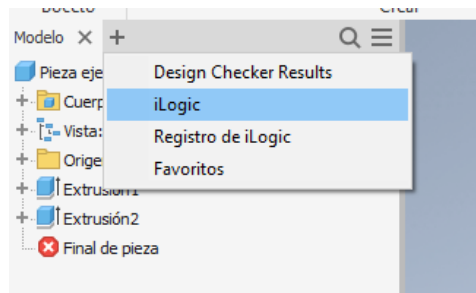 Modelo
Design Checker Results
iLogic
Registro de iLogic
Favoritos
Pieza eje
Cuerp
Vista:
Orige
Extrusión1
Extrusión2
Final de pieza